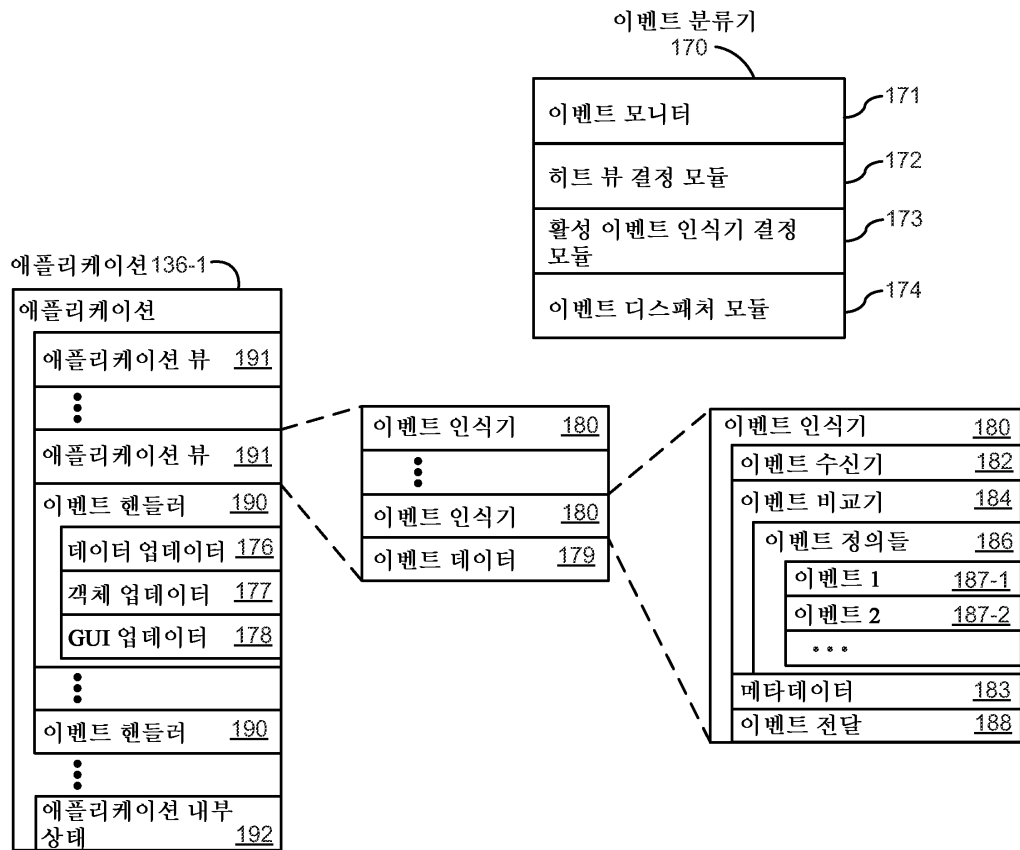 이벤트 분류기
170
이벤트 모니터
171
히트 뷰 결정 모듈
172
활성 이벤트 인식기 결정
모듈
173
이벤트 디스패처 모듈
174
애플리케이션136-1
애플리케이션
애플리케이션 뷰 191
애플리케이션 뷰 191
이벤트 핸들러 190
데이터 업데이터 176
객체 업데이터 177
GUI 업데이터 178
이벤트 핸들러 190
애플리케이션 내부
상태 192
이벤트 인식기 180
이벤트 인식기 180
이벤트 데이터 179
이벤트 인식기 180
이벤트 수신기 182
이벤트 비교기 184
이벤트 정의들 186
이벤트 1 187-1
이벤트 2 187-2
메타데이터 183
이벤트 전달 188